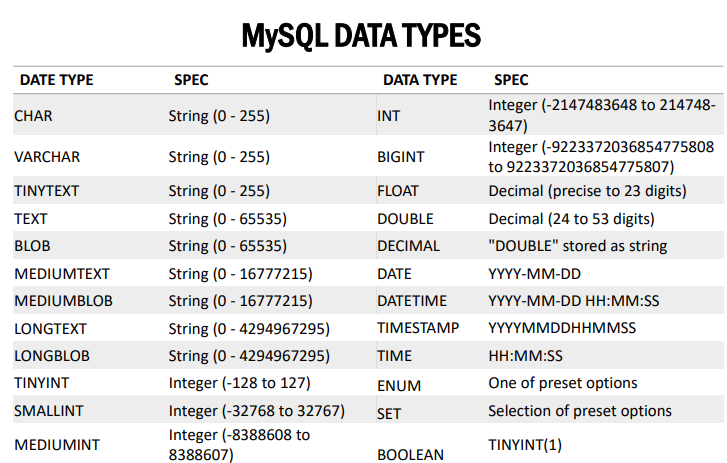 MySQL DATA TYPES
DATE TYPE SPEC DATA TYPE SPEC
CHAR String (0 - 255) INT Integer (-2147483648 to 214748-
3647)
VARCHAR String (0 - 255) BIGINT Integer (-9223372036854775808
to 9223372036854775807)
TINYTEXT String (0 - 255) FLOAT Decimal (precise to 23 digits)
TEXT String (0 - 65535) DOUBLE Decimal (24 to 53 digits)
BLOB String (0 - 65535) DECIMAL "DOUBLE" stored as string
MEDIUMTEXT String (0 - 16777215) DATE YYYY-MM-DD
MEDIUMBLOB String (0 - 16777215) DATETIME YYYY-MM-DD HH:MM:SS
LONGTEXT String (0 - 4294967295) TIMESTAMP YYYYMMDDHHMMSS
LONGBLOB String (0 - 4294967295) TIME HH:MM:SS
TINYINT Integer (-128 to 127) ENUM One of preset options
SMALLINT Integer (-32768 to 32767) SET Selection of preset options
MEDIUMINT Integer (-8388608 to
8388607) BOOLEAN TINYINT(1)